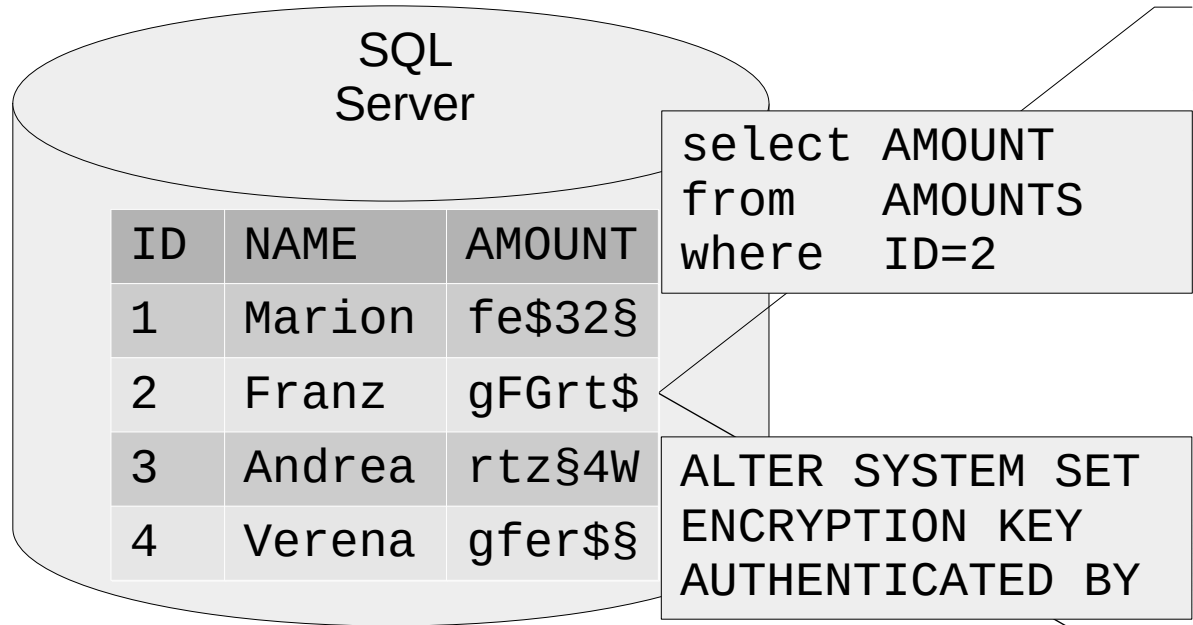 SQL
Server
select AMOUNT
from   AMOUNTS
where  ID=2
ID NAME AMOUNT
1 Marion fe$32§
2 Franz gFGrt$
3 Andrea rtz§4W
4 Verena gfer$§
ALTER SYSTEM SET
ENCRYPTION KEY
AUTHENTICATED BY